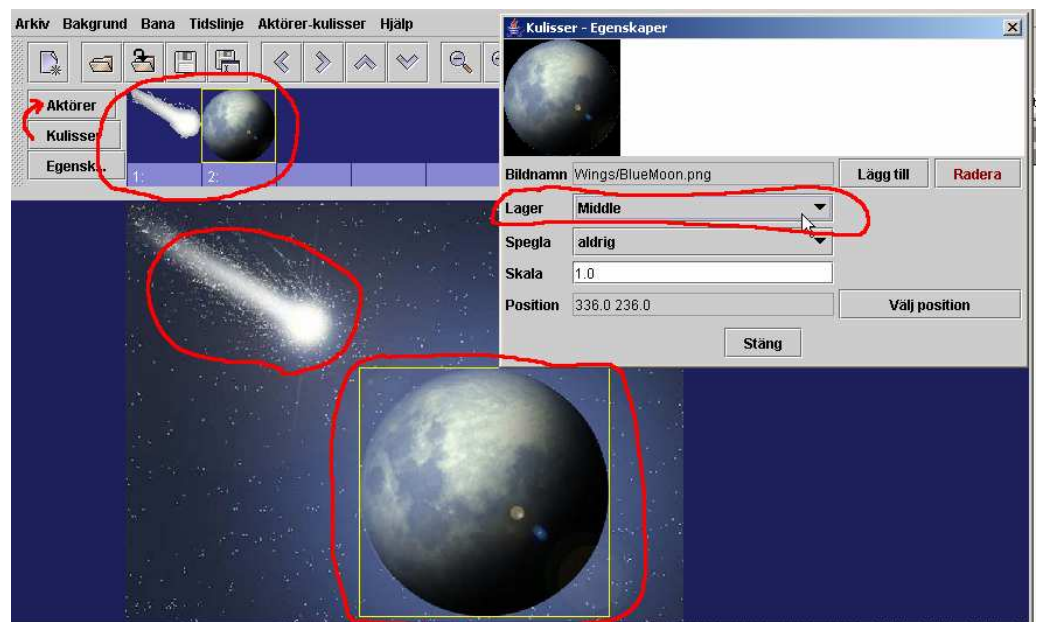 Arkiv Bakgrund Bana Tidslinje Aktörer-kulisser Hjälp
Aktörer
Kulisser
Egensk...
1: 2:
Kulisser - Egenskaper
Bildnamn Wings/BlueMoon.png Lägg till Radera
Lager Middle
Spegla aldrig
Skala 1.0
Position 336.0 236.0 Välj position
Stäng